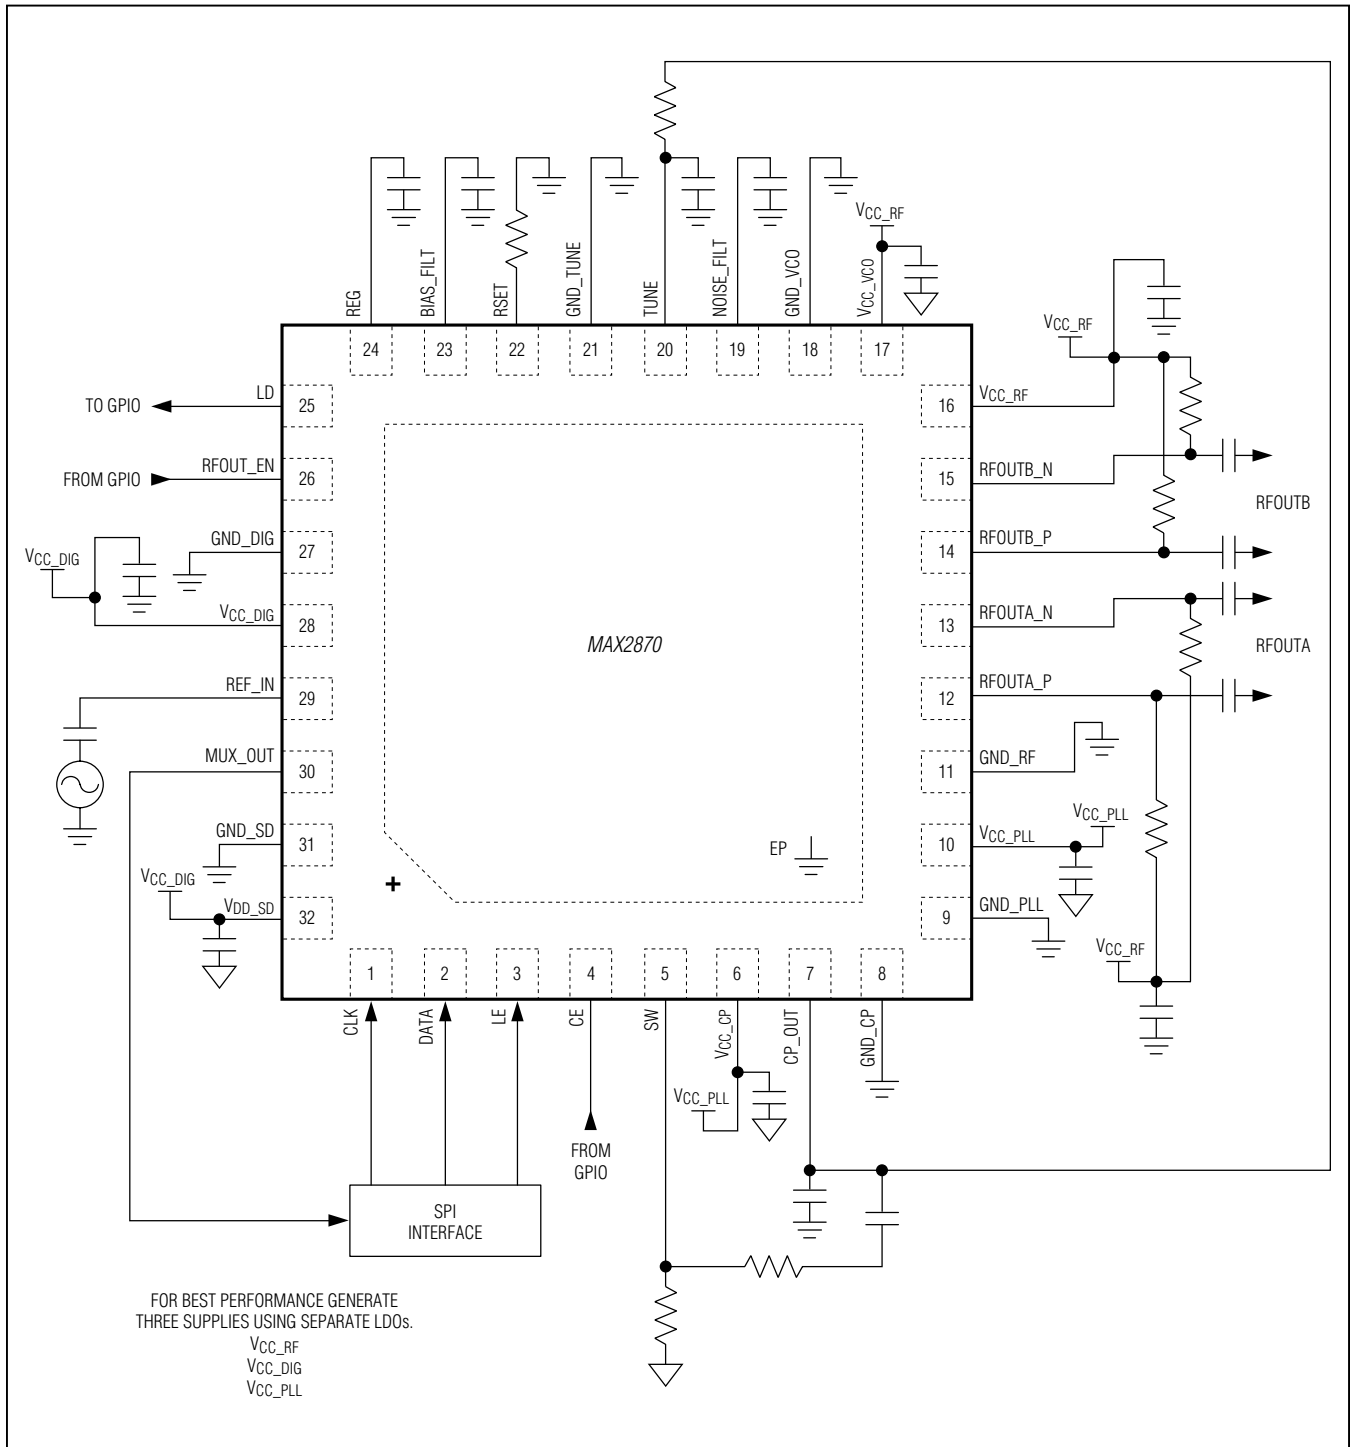 REG
BIAS_FILT
RSET
GND_TUNE
TUNE
NOISE_FILT
GND_VCO
VCC_RF
VCC_VCO
24
23
22
21
20
19
18
17
TO GPIO
LD
25
FROM GPIO
RFOUT_EN
26
GND_DIG
27
VCC_DIG
VCC_DIG
28
REF_IN
29
MUX_OUT
30
GND_SD
31
VCC_DIG
VDD_SD
32
MAX2870
EP
+
VCC_RF
16
VCC_RF
15
RFOUTB_N
RFOUTB
14
RFOUTB_P
13
RFOUTA_N
RFOUTA
12
RFOUTA_P
11
GND_RF
10
VCC_PLL
VCC_PLL
9
GND_PLL
VCC_RF
1
2
3
4
5
6
7
8
CLK
DATA
LE
CE
SW
VCC_CP
CP_OUT
GND_CP
VCC_PLL
FROM
GPIO
SPI
INTERFACE
FOR BEST PERFORMANCE GENERATE
THREE SUPPLIES USING SEPARATE LDOs.
VCC_RF
VCC_DIG
VCC_PLL